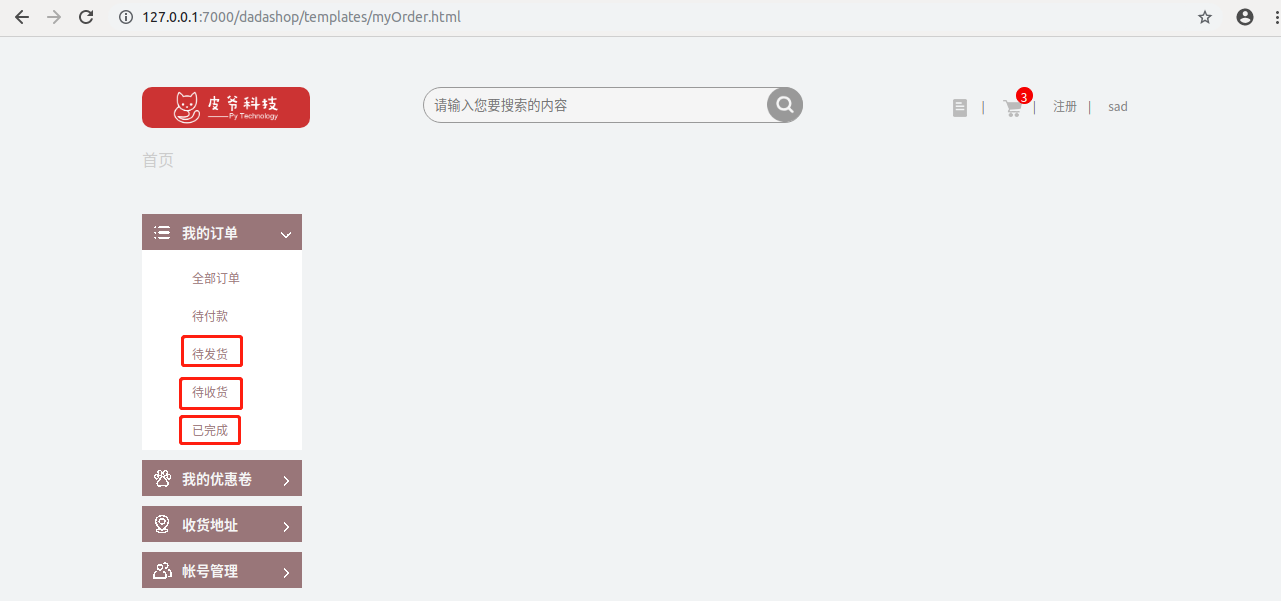 127.0.0.1:7000/dadashop/templates/myOrder.html
皮爷科技
Py Technology
请输入您要搜索的内容
3
注册
sad
首页
我的订单
全部订单
待付款
待发货
待收货
已完成
我的优惠卷
收货地址
帐号管理